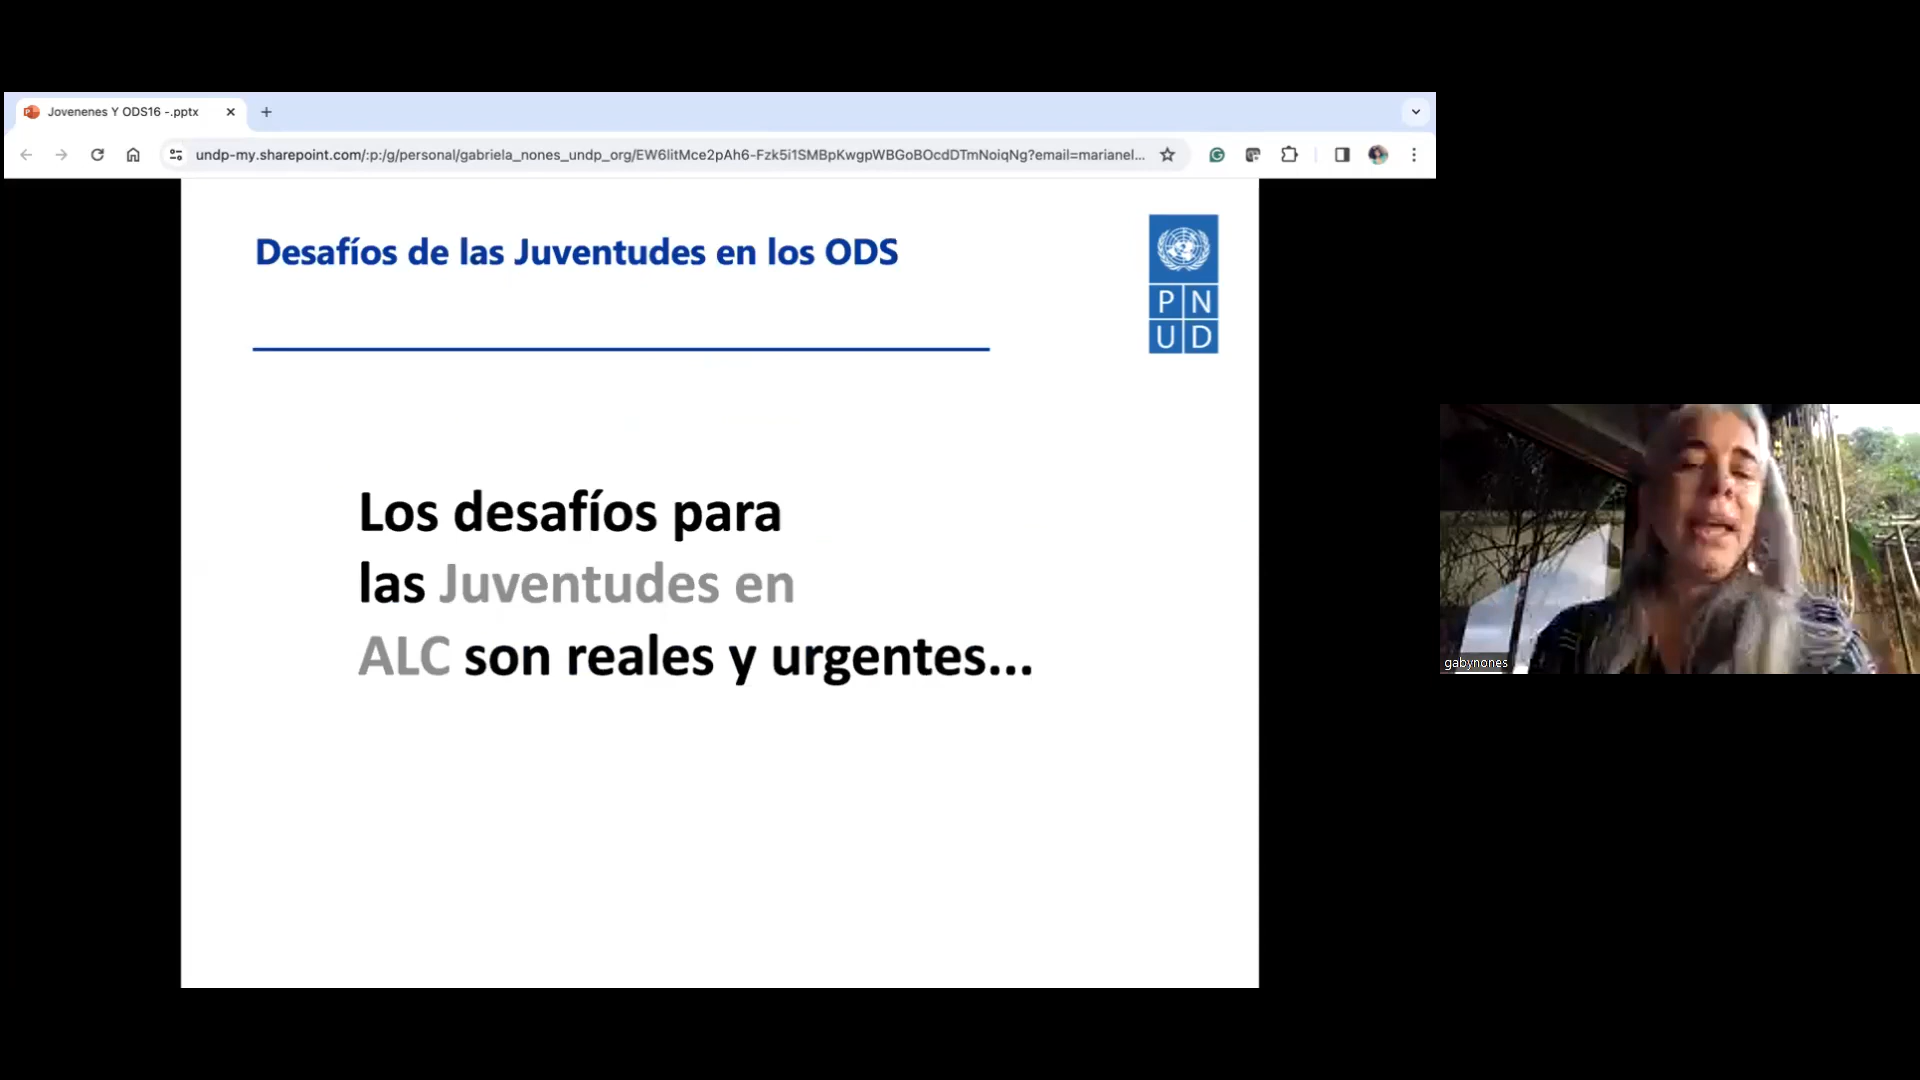 Jovenenes Y ODS16 -.pptx
undp-my.sharepoint.com/:p:/g/personal/gabriela_nones_undp_org/EW6litMce2pAh6-Fzk5i1SMBpKwgpWBGoBOcdDTmNoiqNg?email=marianel...
Desafíos de las Juventudes en los ODS
P N
U D
Los desafíos para
las Juventudes en
ALC son reales y urgentes...
gabynones